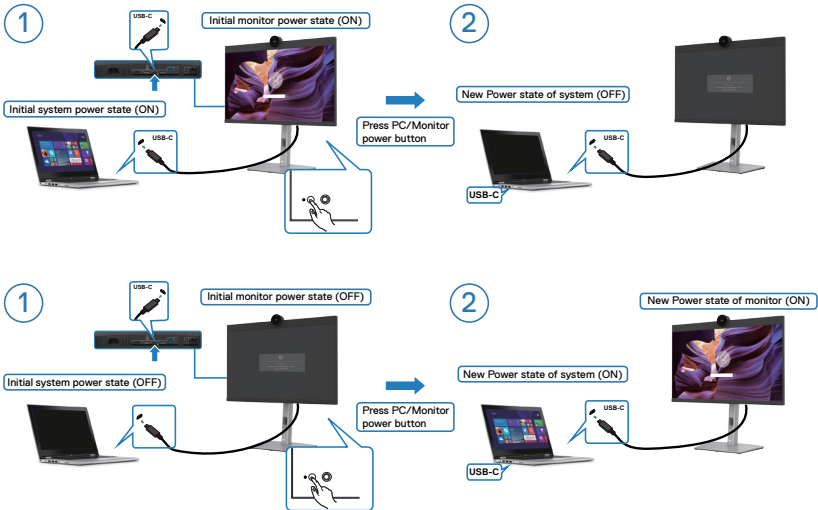 1
USB-C
Initial monitor power state (ON)
Initial system power state (ON)
USB-C
Press PC/Monitor
power button
2
New Power state of system (OFF)
USB-C
USB-C
1
USB-C
Initial monitor power state (OFF)
Initial system power state (OFF)
USB-C
Press PC/Monitor
power button
2
New Power state of monitor (ON)
New Power state of system (ON)
USB-C
USB-C